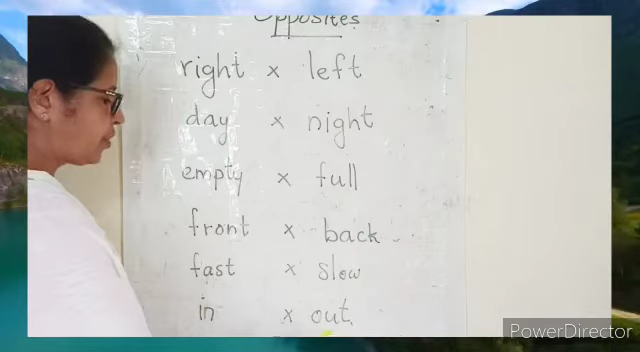 Opposites
right x left
day x night
empty x full
front x back
fast x slow
in x out.
PowerDirector